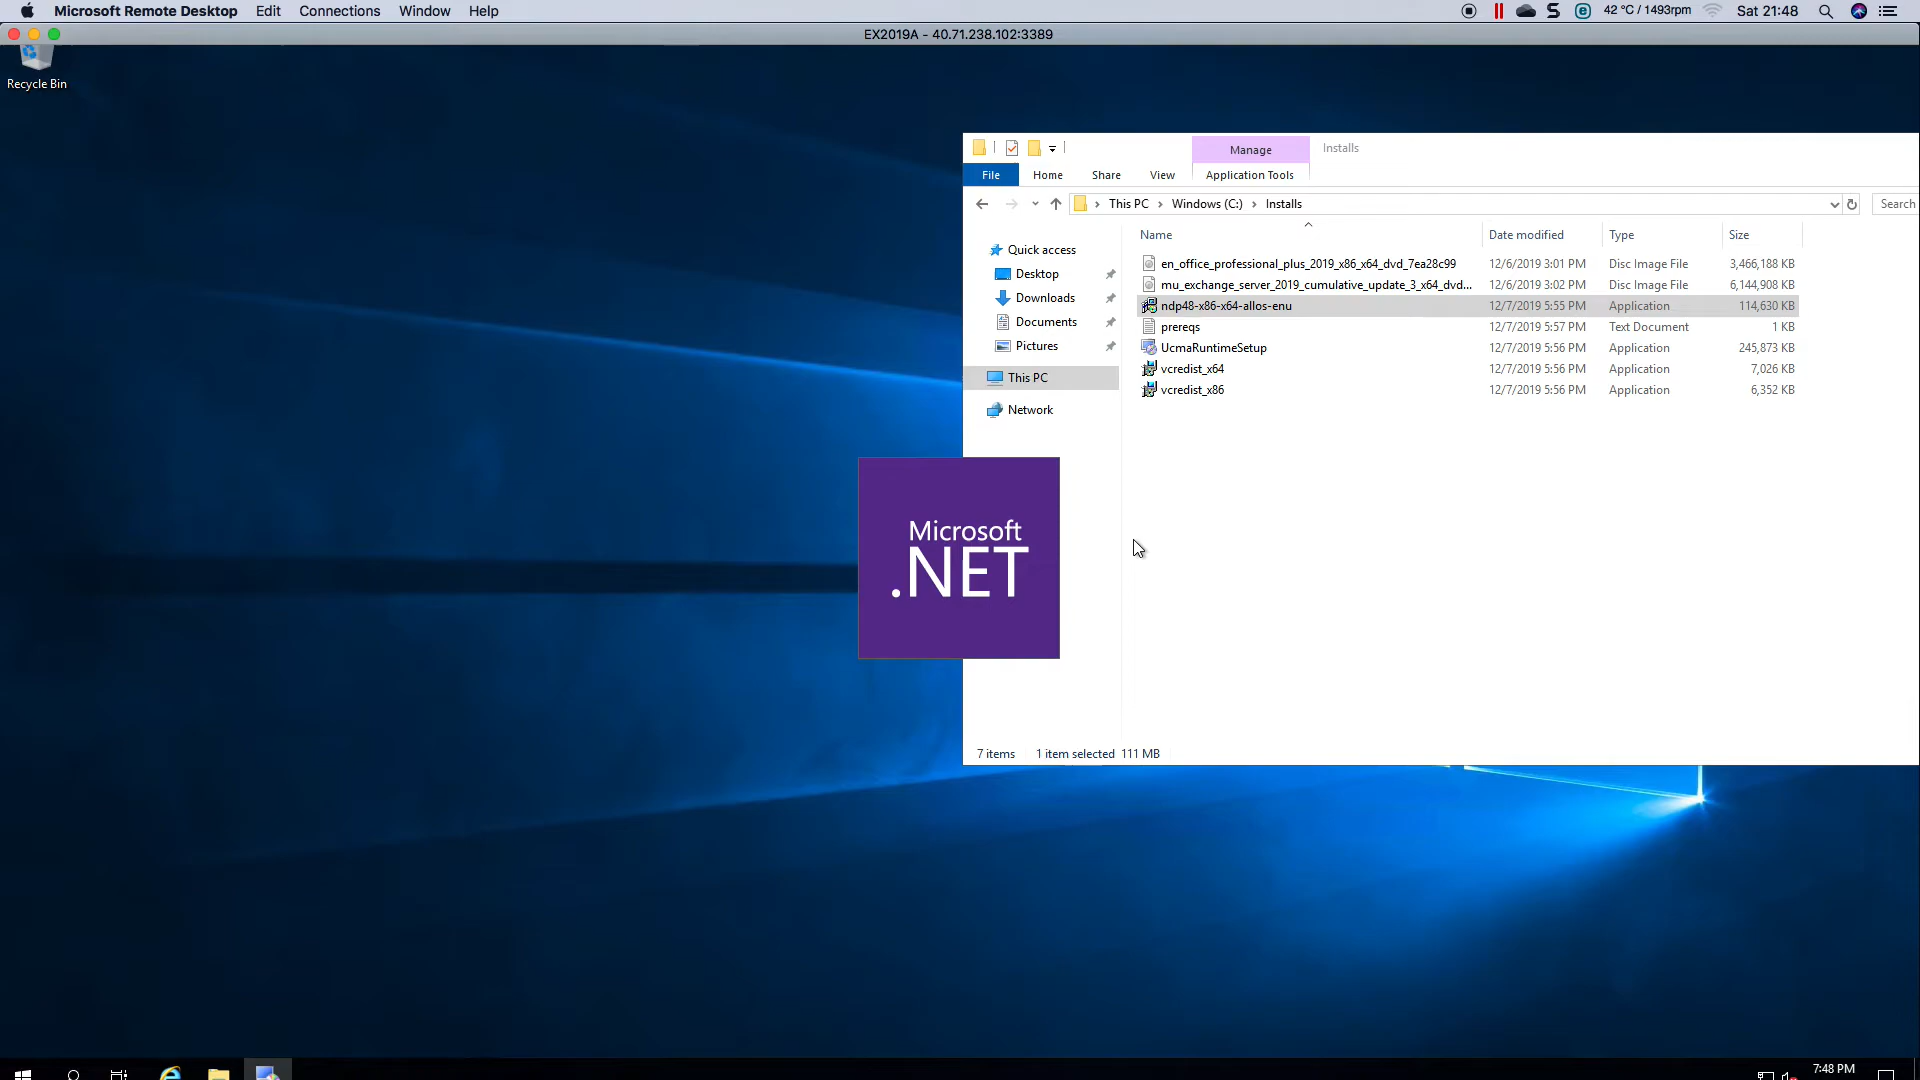 Microsoft Remote Desktop Edit Connections Window Help 42 °C / 1493rpm Sat 21:48
EX2019A - 40.71.238.102:3389
Recycle Bin
Manage Installs
File Home Share View Application Tools
This PC Windows (C:) Installs Search
Name Date modified Type Size
Quick access
Desktop
Downloads
Documents
Pictures
This PC
Network
en_office_professional_plus_2019_x86_x64_dvd_7ea28c99 12/6/2019 3:01 PM Disc Image File 3,466,188 KB
mu_exchange_server_2019_cumulative_update_3_x64_dvd... 12/6/2019 3:02 PM Disc Image File 6,144,908 KB
ndp48-x86-x64-allos-enu 12/7/2019 5:55 PM Application 114,630 KB
prereqs 12/7/2019 5:57 PM Text Document 1 KB
UcmaRuntimeSetup 12/7/2019 5:56 PM Application 245,873 KB
vcredist_x64 12/7/2019 5:56 PM Application 7,026 KB
vcredist_x86 12/7/2019 5:56 PM Application 6,352 KB
Microsoft
.NET
7 items 1 item selected 111 MB
7:48 PM